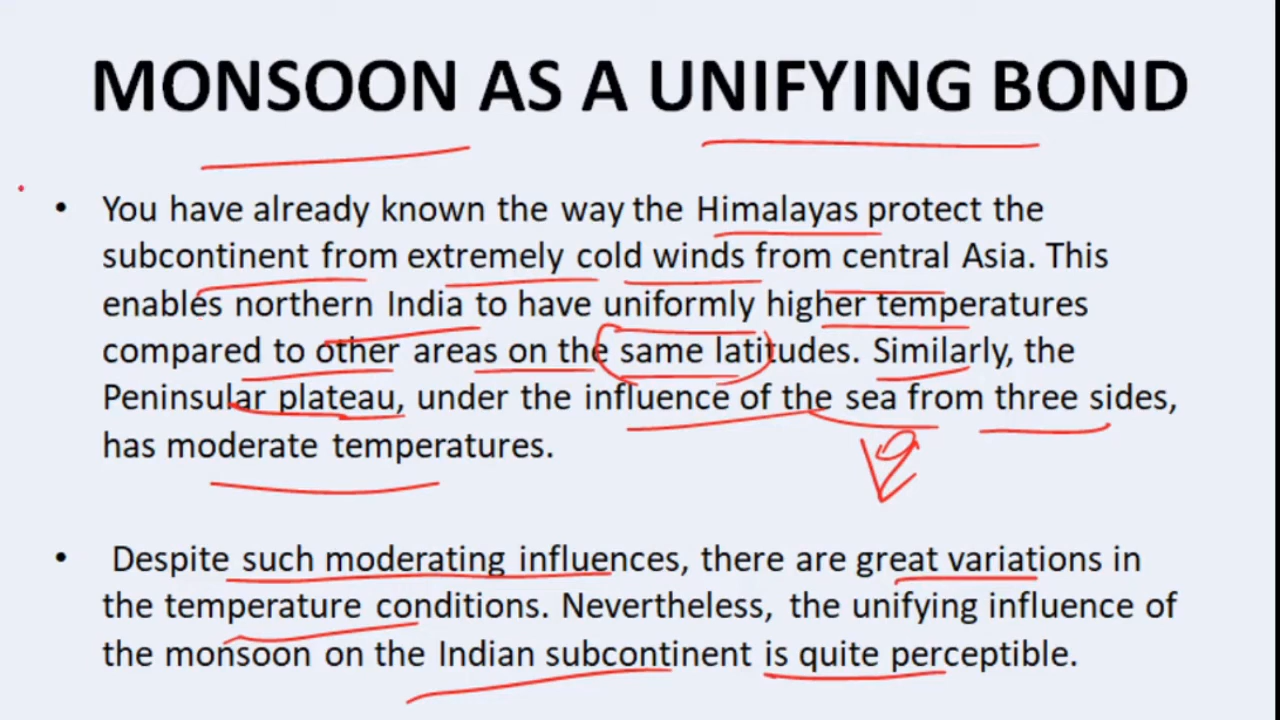 MONSOON AS A UNIFYING BOND
• You have already known the way the Himalayas protect the
subcontinent from extremely cold winds from central Asia. This
enables northern India to have uniformly higher temperatures
compared to other areas on the same latitudes. Similarly, the
Peninsular plateau, under the influence of the sea from three sides,
has moderate temperatures.
• Despite such moderating influences, there are great variations in
the temperature conditions. Nevertheless, the unifying influence of
the monsoon on the Indian subcontinent is quite perceptible.